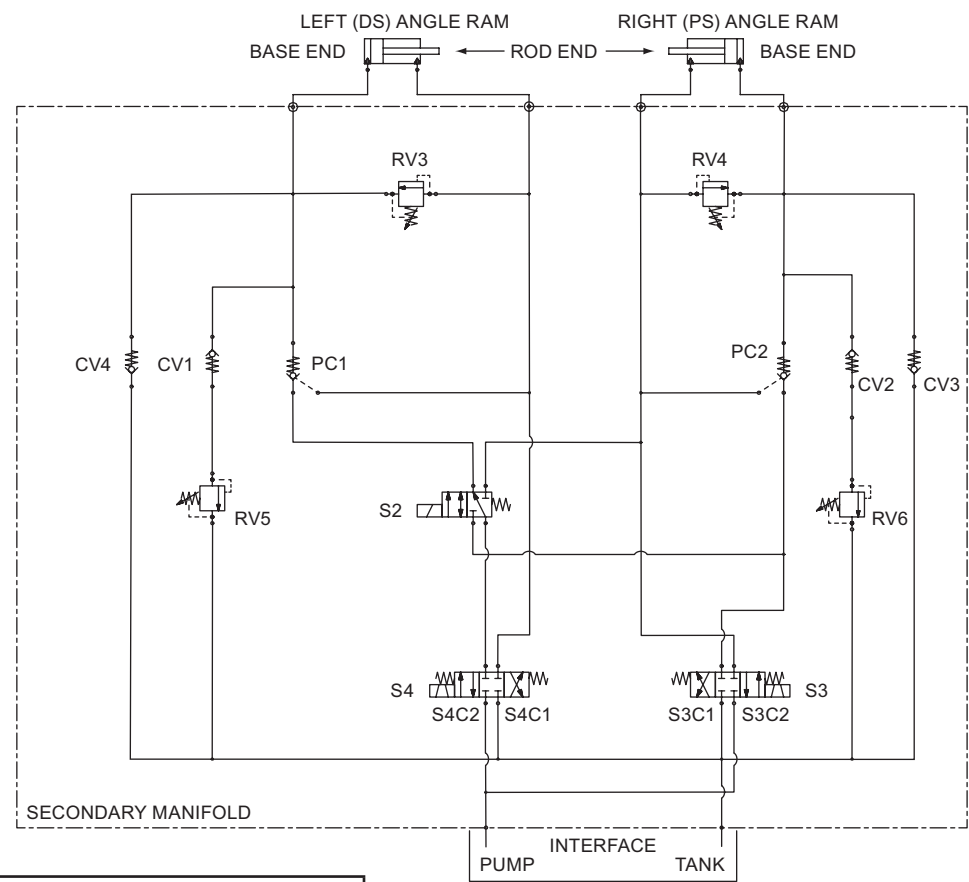 LEFT (DS) ANGLE RAM
RIGHT (PS) ANGLE RAM
BASE END
ROD END
BASE END
RV3
RV4
CV4
CV1
PC1
PC2
CV2
CV3
S2
RV5
RV6
S4
S4C2
S4C1
S3C1
S3C2
S3
SECONDARY MANIFOLD
INTERFACE
PUMP
TANK